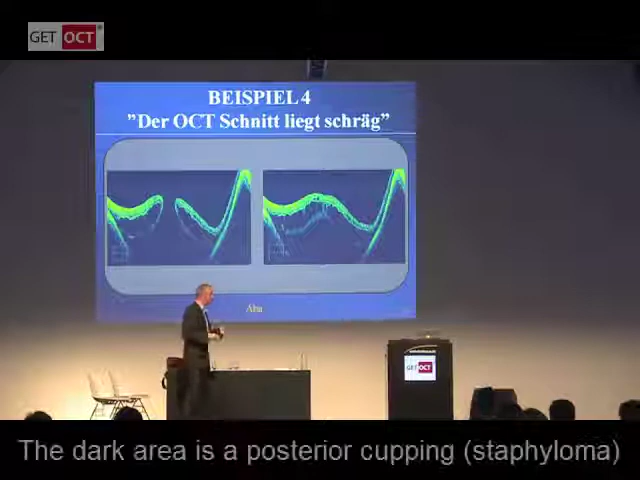 GET OCT
BEISPIEL 4
"Der OCT Schnitt liegt schräg"
GET OCT
The dark area is a posterior cupping (staphyloma)